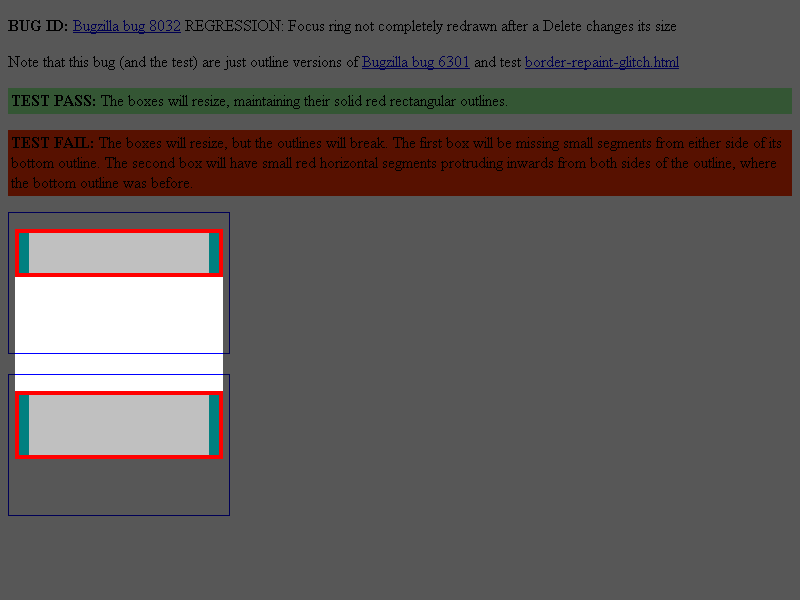 BUG ID: Bugzilla bug 8032 REGRESSION: Focus ring not completely redrawn after a Delete changes its size
Note that this bug (and the test) are just outline versions of Bugzilla bug 6301 and test border-repaint-glitch.html
TEST PASS: The boxes will resize, maintaining their solid red rectangular outlines.
TEST FAIL: The boxes will resize, but the outlines will break. The first box will be missing small segments from either side of its
bottom outline. The second box will have small red horizontal segments protruding inwards from both sides of the outline, where
the bottom outline was before.